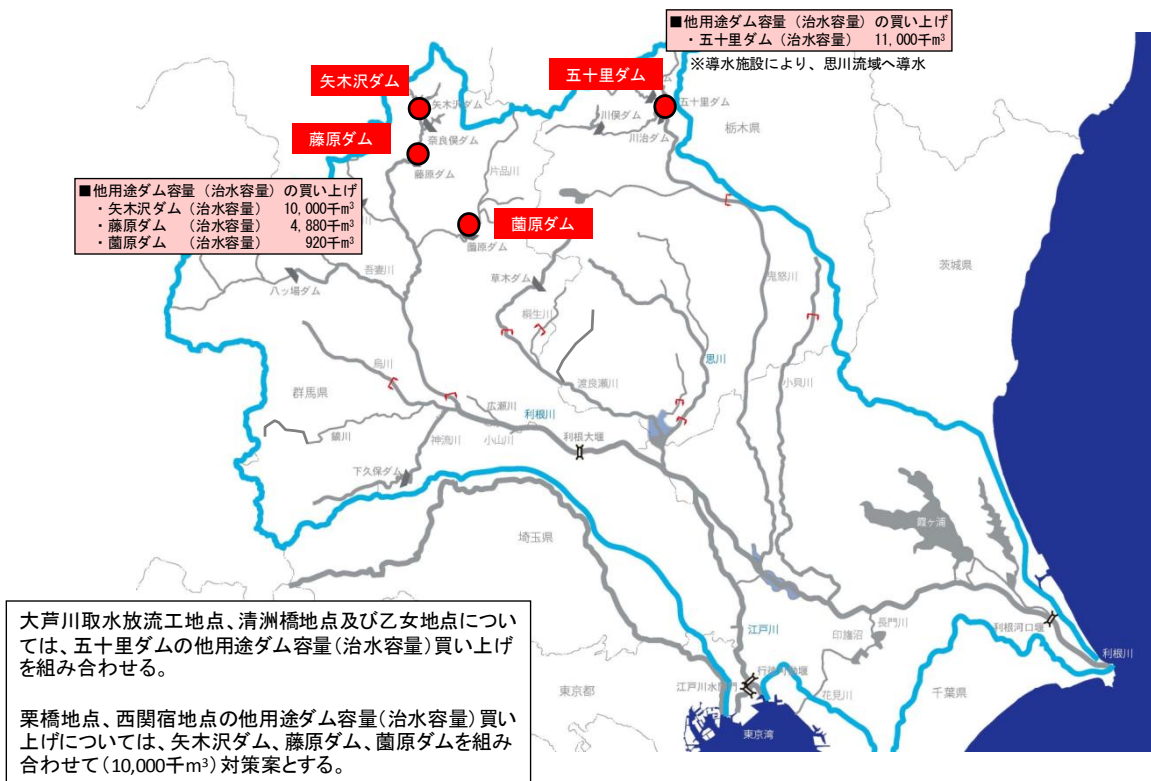 ■他用途ダム容量(治水容量)の買い上げ
・五十里ダム(治水容量) 11,000千m³
※導水施設により、思川流域へ導水
矢木沢ダム
五十里ダム
矢木沢ダム
五十里ダム
川俣ダム
栃木県
川治ダム
藤原ダム
奈良俣ダム
藤原ダム
片品川
■他用途ダム容量(治水容量)の買い上げ
・矢木沢ダム(治水容量) 10,000千m³
・藤原ダム (治水容量) 4,880千m³
・薗原ダム (治水容量) 920千m³
薗原ダム
薗原ダム
吾妻川
鬼怒川
茨城県
八ッ場ダム
草木ダム
桐生川
思川
烏川
渡良瀬川
小貝川
群馬県
広瀬川
利根川
鏑川
神流川
小山川
利根大堰
下久保ダム
霞ヶ浦
埼玉県
大芦川取水放流工地点、清洲橋地点及び乙女地点につい
ては、五十里ダムの他用途ダム容量(治水容量)買い上げ
を組み合わせる。
栗橋地点、西関宿地点の他用途ダム容量(治水容量)買い
上げについては、矢木沢ダム、藤原ダム、薗原ダムを組み
合わせて(10,000千m³)対策案とする。
江戸川
印旛沼
長門川
利根河口堰
利根川
行徳可動堰
江戸川水閘門
東京都
花見川
千葉県
東京湾